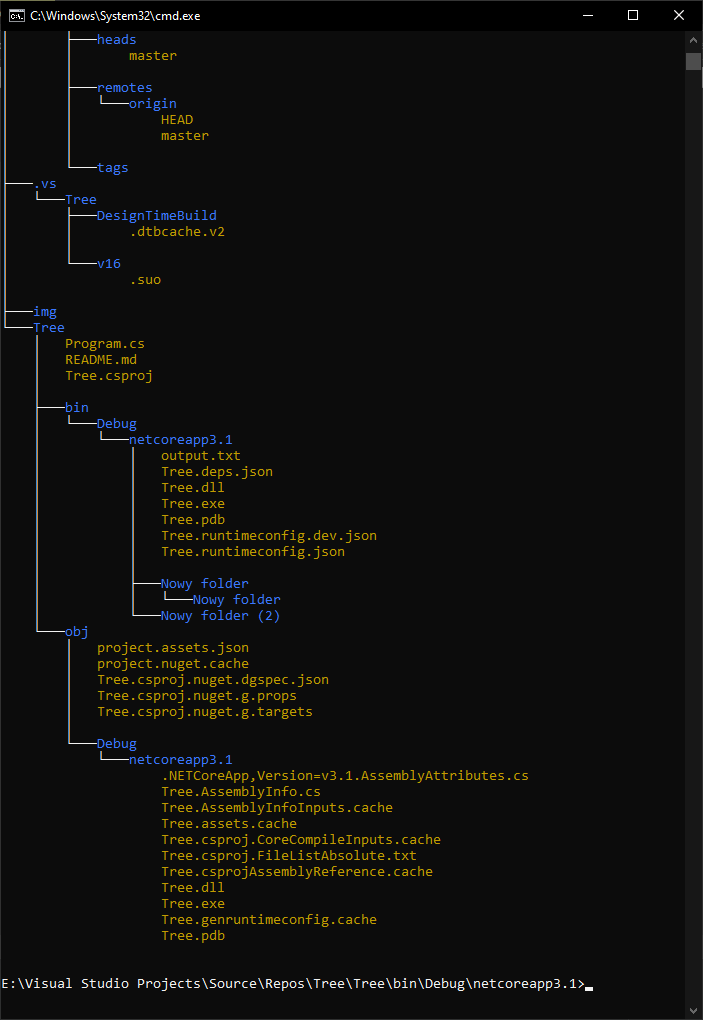 C:\Windows\System32\cmd.exe
heads
master
remotes
origin
HEAD
master
tags
.vs
Tree
DesignTimeBuild
.dtbcache.v2
v16
.suo
img
Tree
Program.cs
README.md
Tree.csproj
bin
Debug
netcoreapp3.1
output.txt
Tree.deps.json
Tree.dll
Tree.exe
Tree.pdb
Tree.runtimeconfig.dev.json
Tree.runtimeconfig.json
Nowy folder
Nowy folder
Nowy folder (2)
obj
project.assets.json
project.nuget.cache
Tree.csproj.nuget.dgspec.json
Tree.csproj.nuget.g.props
Tree.csproj.nuget.g.targets
Debug
netcoreapp3.1
.NETCoreApp,Version=v3.1.AssemblyAttributes.cs
Tree.AssemblyInfo.cs
Tree.AssemblyInfoInputs.cache
Tree.assets.cache
Tree.csproj.CoreCompileInputs.cache
Tree.csproj.FileListAbsolute.txt
Tree.csprojAssemblyReference.cache
Tree.dll
Tree.exe
Tree.genruntimeconfig.cache
Tree.pdb
E:\Visual Studio Projects\Source\Repos\Tree\Tree\bin\Debug\netcoreapp3.1>